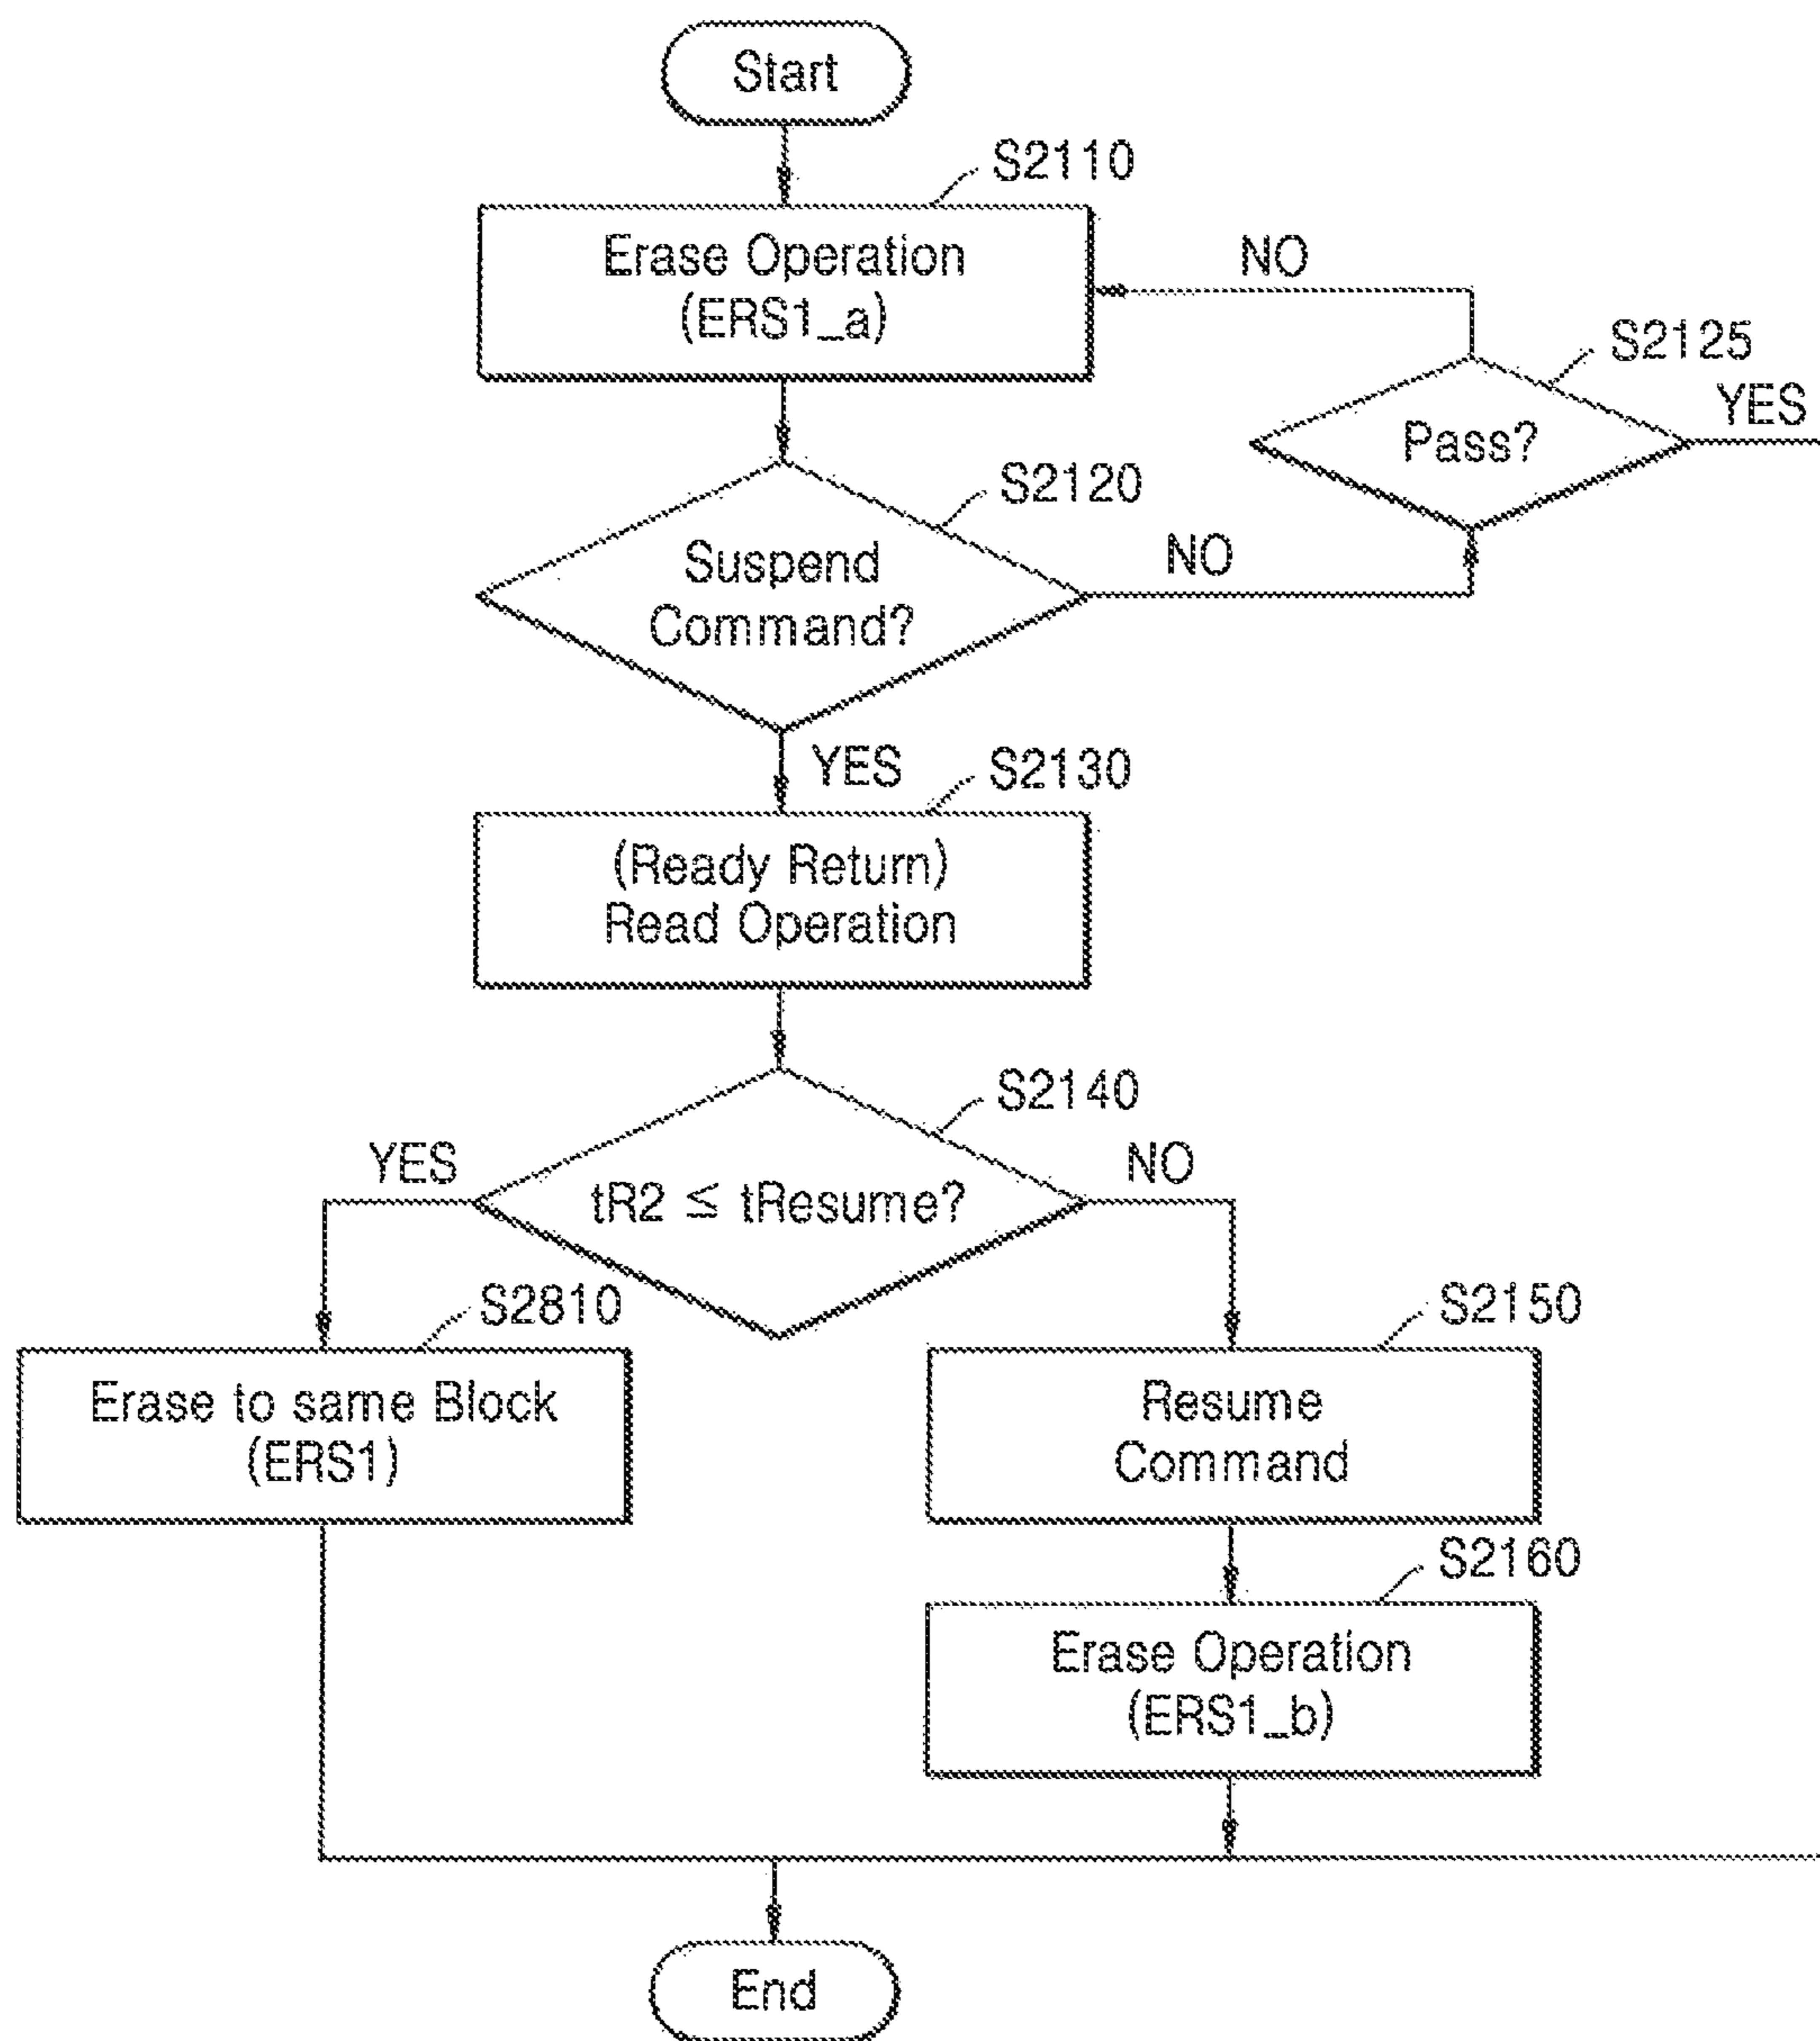 Start
S2110
Erase Operation
(ERS1_a)
NO
S2125
Pass?
YES
S2120
Suspend
Command?
NO
YES
S2130
(Ready Return)
Read Operation
S2140
YES
tR2 ≤ tResume?
NO
S2810
Erase to same Block
(ERS1)
S2150
Resume
Command
S2160
Erase Operation
(ERS1_b)
End